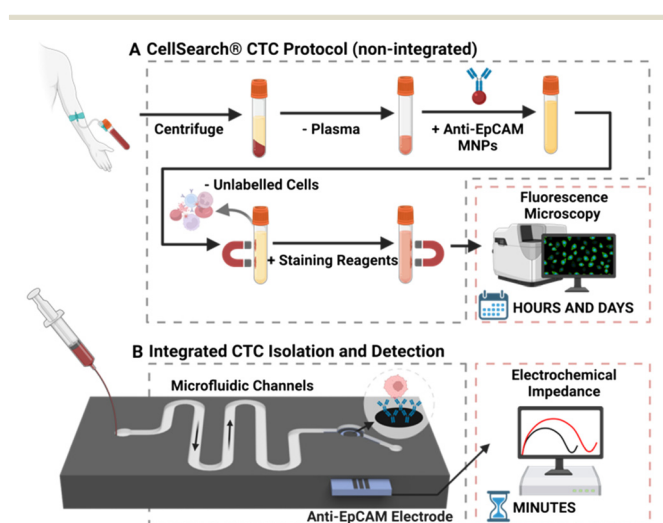 A CellSearch® CTC Protocol (non-integrated)
Centrifuge
- Plasma
+ Anti-EpCAM
MNPs
- Unlabelled Cells
+ Staining Reagents
Fluorescence
Microscopy
HOURS AND DAYS
B Integrated CTC Isolation and Detection
Microfluidic Channels
Electrochemical
Impedance
MINUTES
Anti-EpCAM Electrode